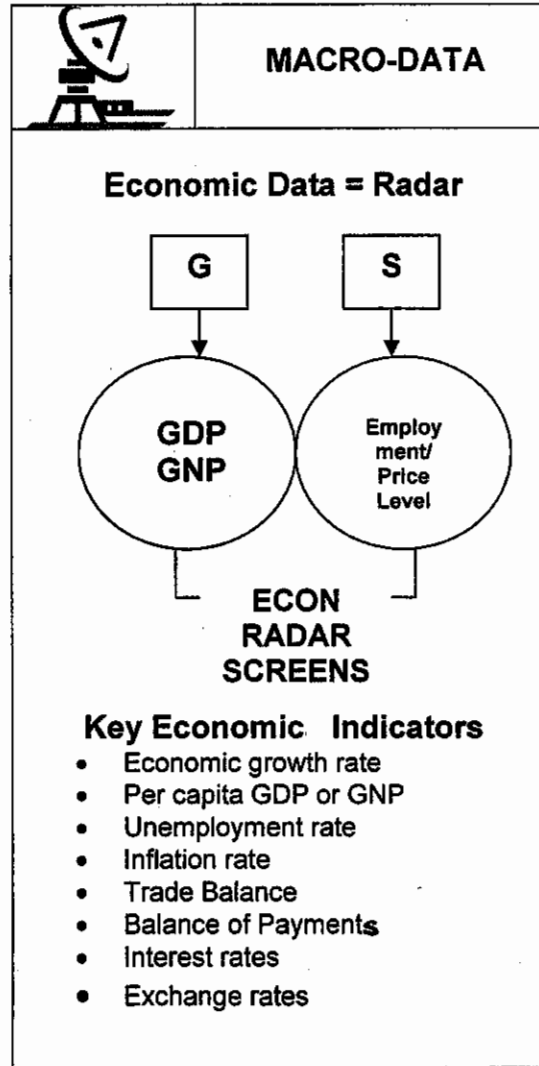 MACRO-DATA
Economic Data = Radar
G
S
GDP
GNP
Employ
ment/
Price
Level
ECON
RADAR
SCREENS
Key Economic Indicators
• Economic growth rate
• Per capita GDP or GNP
• Unemployment rate
• Inflation rate
• Trade Balance
• Balance of Payments
• Interest rates
• Exchange rates